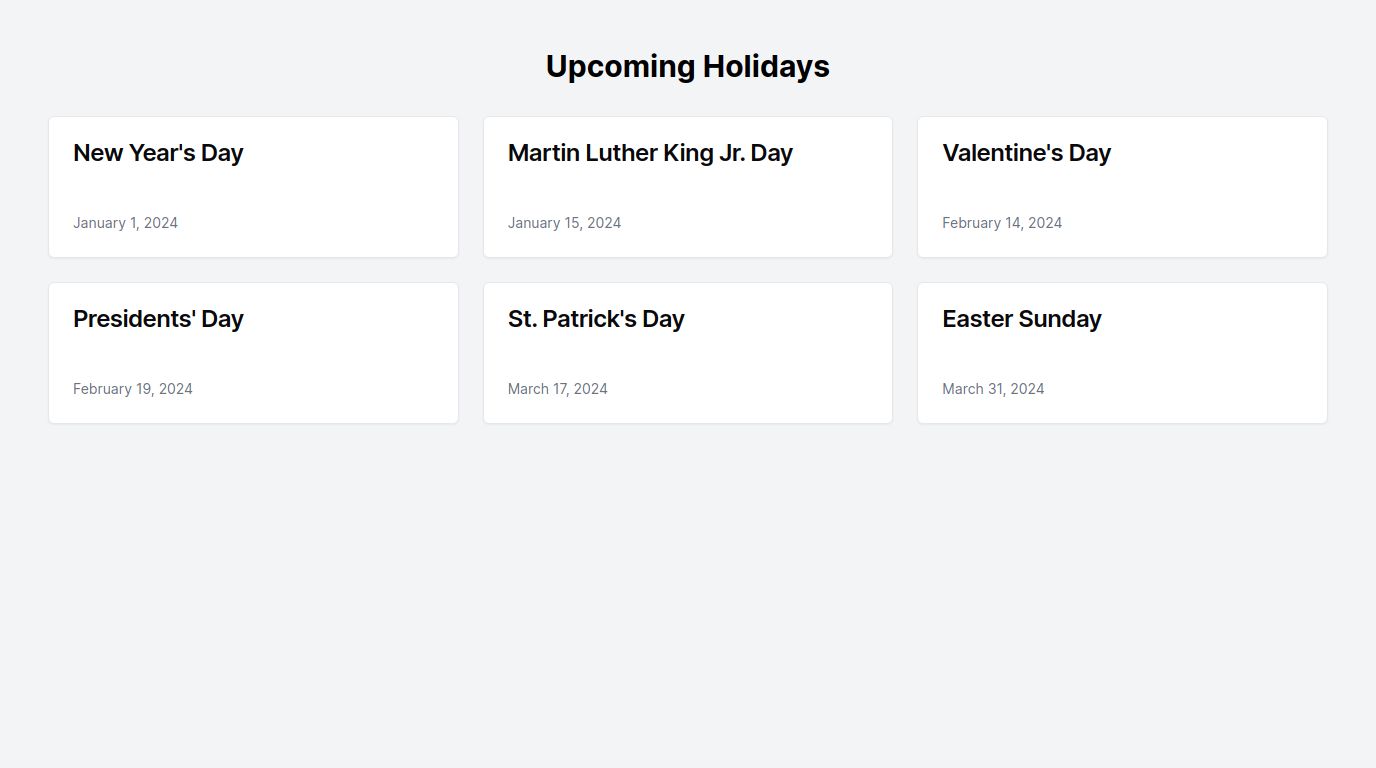 Upcoming Holidays
New Year's Day
January 1, 2024
Martin Luther King Jr. Day
January 15, 2024
Valentine's Day
February 14, 2024
Presidents' Day
February 19, 2024
St. Patrick's Day
March 17, 2024
Easter Sunday
March 31, 2024